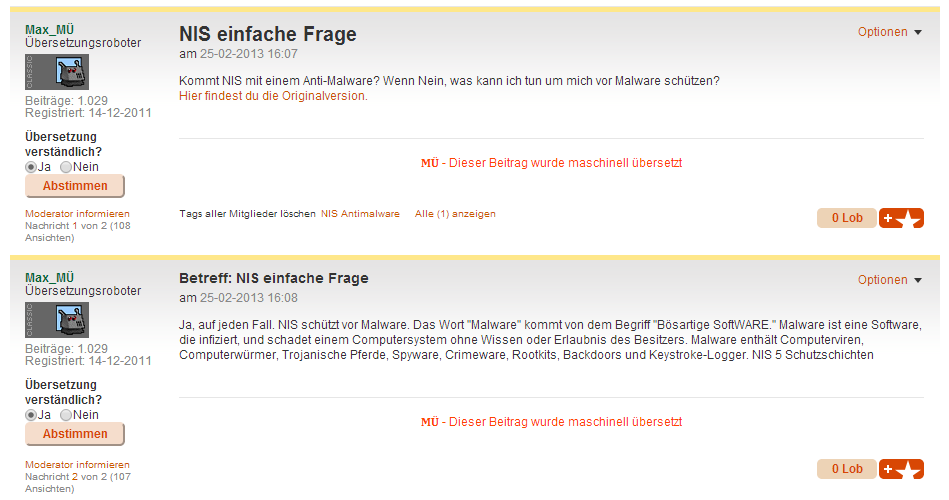 Max_MÜ
Übersetzungsroboter
CLASSIC
Beiträge: 1.029
Registriert: 14-12-2011
Übersetzung
verständlich?
Ja Nein
Abstimmen
Moderator informieren
Nachricht 1 von 2 (108
Ansichten)
NIS einfache Frage
Optionen
am 25-02-2013 16:07
Kommt NIS mit einem Anti-Malware? Wenn Nein, was kann ich tun um mich vor Malware schützen?
Hier findest du die Originalversion.
MÜ - Dieser Beitrag wurde maschinell übersetzt
Tags aller Mitglieder löschen NIS Antimalware Alle (1) anzeigen
0 Lob +
Max_MÜ
Übersetzungsroboter
CLASSIC
Beiträge: 1.029
Registriert: 14-12-2011
Übersetzung
verständlich?
Ja Nein
Abstimmen
Moderator informieren
Nachricht 2 von 2 (107
Ansichten)
Betreff: NIS einfache Frage
Optionen
am 25-02-2013 16:08
Ja, auf jeden Fall. NIS schützt vor Malware. Das Wort "Malware" kommt von dem Begriff "Bösartige SoftWARE." Malware ist eine Software,
die infiziert, und schadet einem Computersystem ohne Wissen oder Erlaubnis des Besitzers. Malware enthält Computerviren,
Computerwürmer, Trojanische Pferde, Spyware, Crimeware, Rootkits, Backdoors und Keystroke-Logger. NIS 5 Schutzschichten
MÜ - Dieser Beitrag wurde maschinell übersetzt
0 Lob +